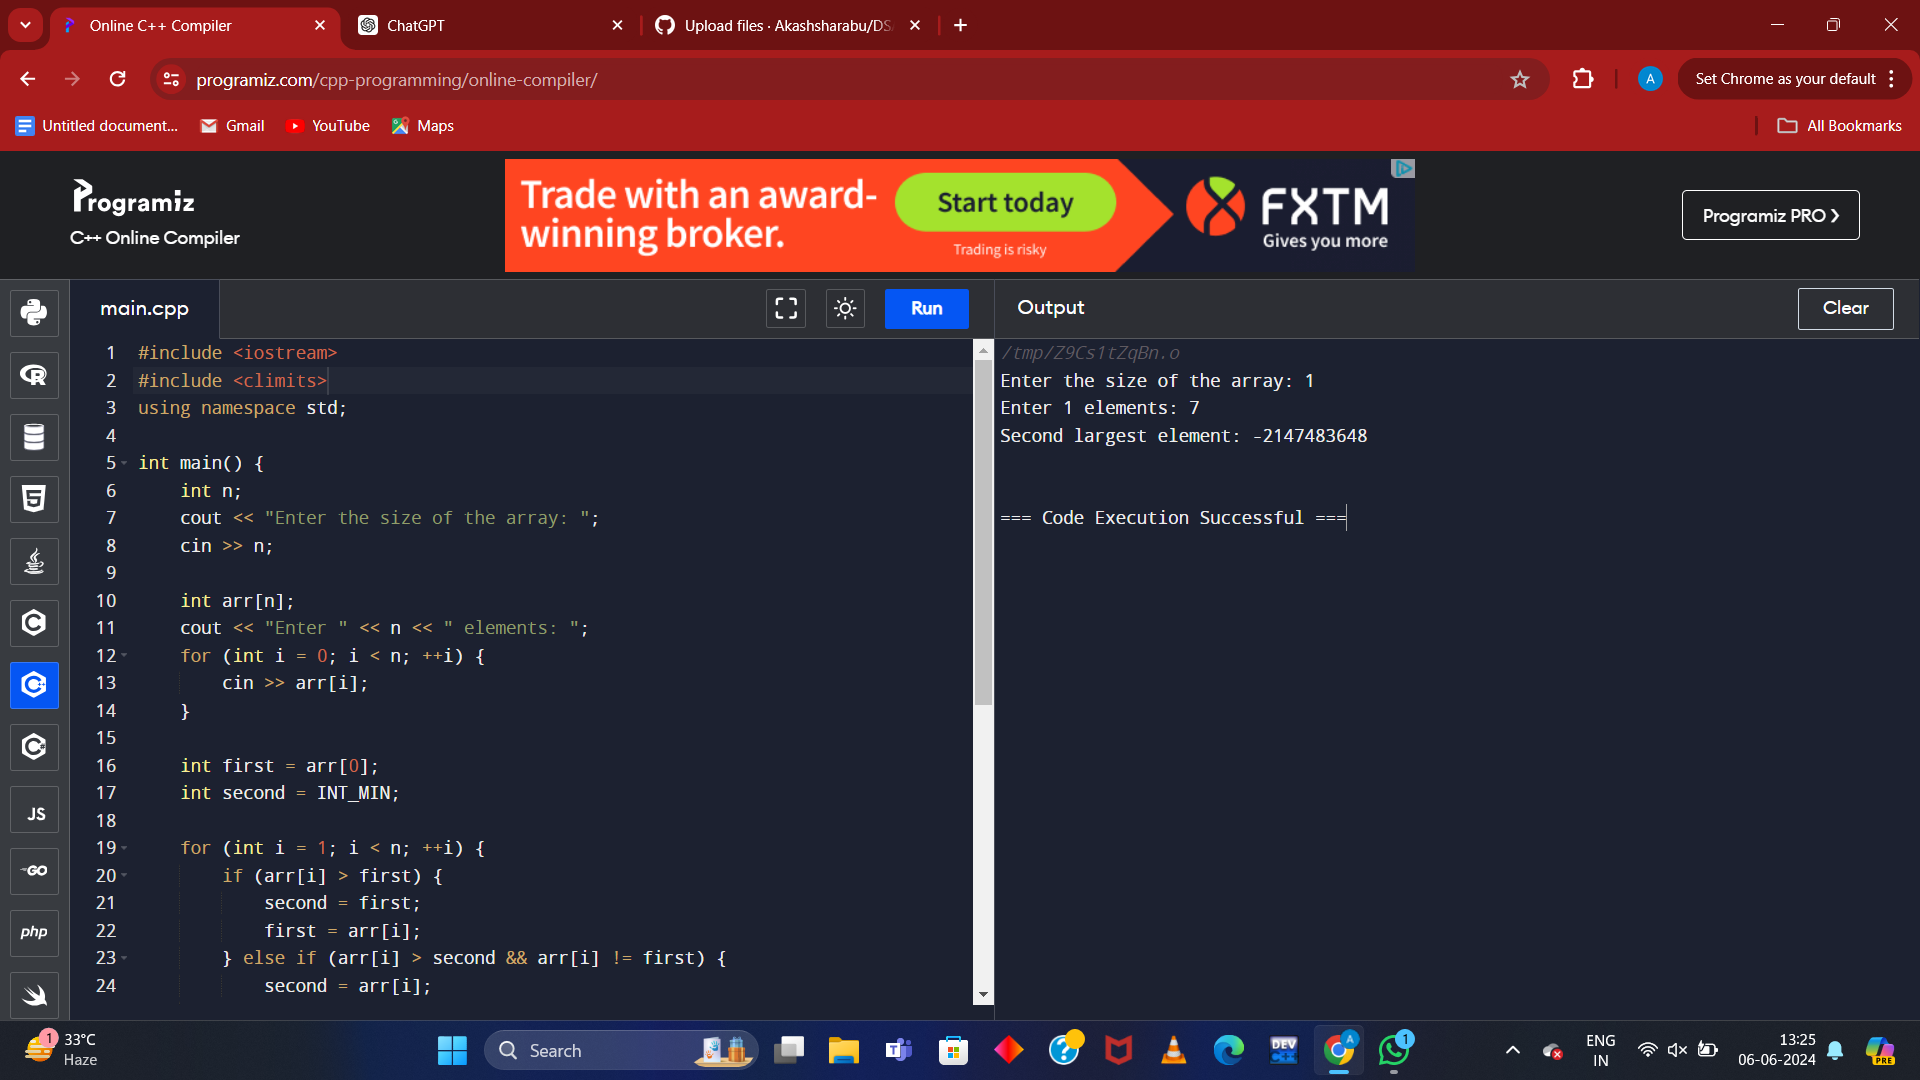 Online C++ Compiler
ChatGPT
Upload files · Akashsharabu/DS
programiz.com/cpp-programming/online-compiler/
A
Set Chrome as your default
Untitled document...
Gmail
YouTube
Maps
All Bookmarks
Programiz
C++ Online Compiler
Trade with an award-
winning broker.
Start today
Trading is risky
FXTM
Gives you more
Programiz PRO ›
main.cpp
Run
Output
Clear
1 #include <iostream>
2 #include <climits>
3 using namespace std;
4
5 int main() {
6 int n;
7 cout << "Enter the size of the array: ";
8 cin >> n;
9
10 int arr[n];
11 cout << "Enter " << n << " elements: ";
12 for (int i = 0; i < n; ++i) {
13 cin >> arr[i];
14 }
15
16 int first = arr[0];
17 int second = INT_MIN;
18
19 for (int i = 1; i < n; ++i) {
20 if (arr[i] > first) {
21 second = first;
22 first = arr[i];
23 } else if (arr[i] > second && arr[i] != first) {
24 second = arr[i];
/tmp/Z9Cs1tZqBn.o
Enter the size of the array: 1
Enter 1 elements: 7
Second largest element: -2147483648
=== Code Execution Successful ===
R
5
C
C
C
JS
GO
php
1
33°C
Haze
Search
T
?
DEV
C++
A
1
ENG
IN
13:25
06-06-2024
PRE